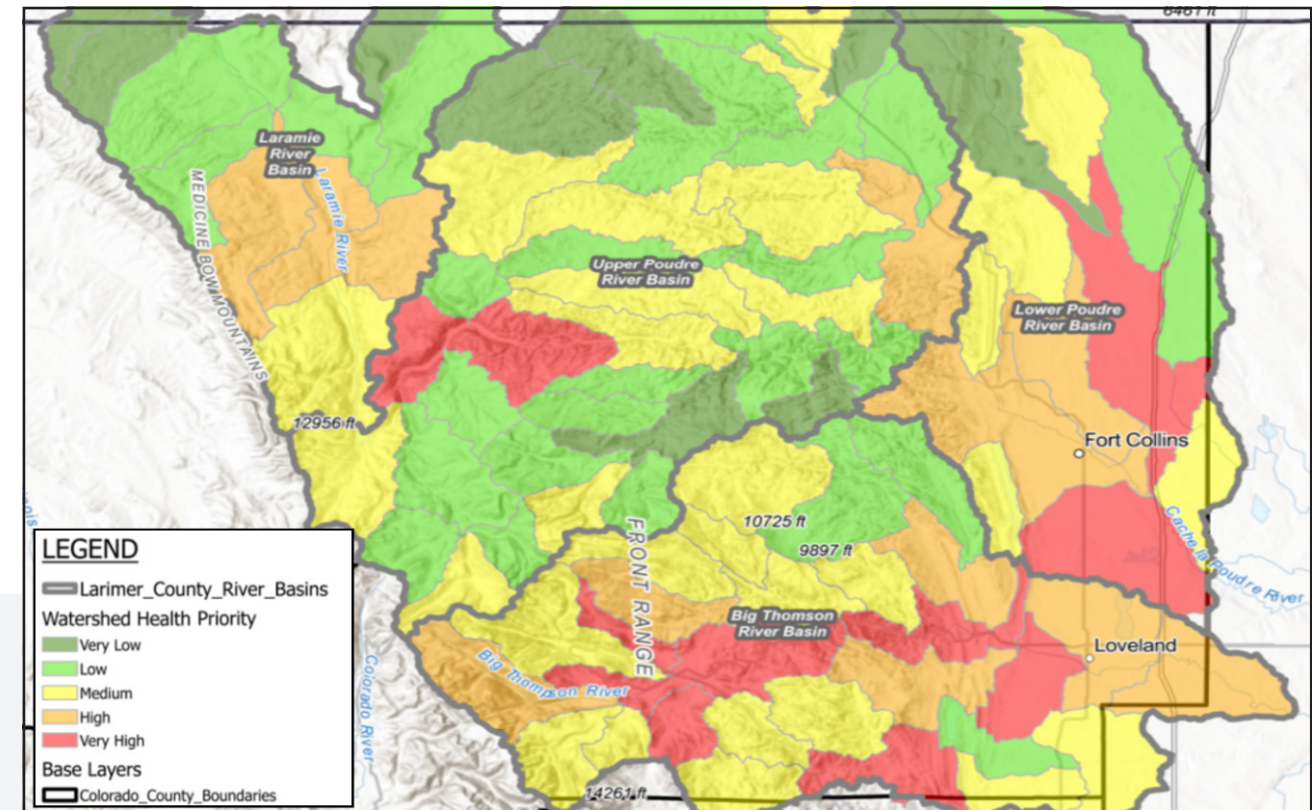 6461 ft
Laramie
River
Basin
MEDICINE BOW MOUNTAINS
Laramie River
Upper Poudre
River Basin
Lower Poudre
River Basin
12956 ft
Fort Collins
10725 ft
9897 ft
FRONT RANGE
Cache la Poudre River
Big Thomson
River Basin
Loveland
Big Thompson River
Colorado River
14261 ft
LEGEND
Larimer_County_River_Basins
Watershed Health Priority
Very Low
Low
Medium
High
Very High
Base Layers
Colorado_County_Boundaries